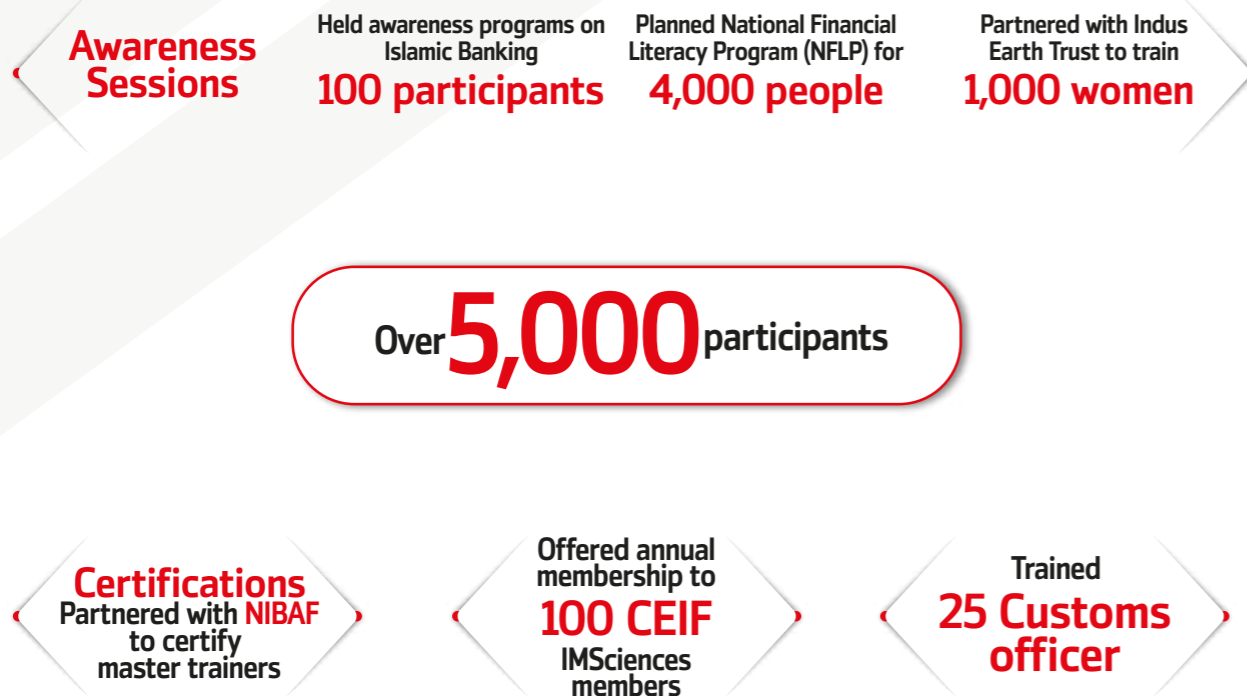 Awareness
Sessions
Held awareness programs on
Islamic Banking
100 participants
Planned National Financial
Literacy Program (NFLP) for
4,000 people
Partnered with Indus
Earth Trust to train
1,000 women
Over 5,000 participants
Certifications
Partnered with NIBAF
to certify
master trainers
Offered annual
membership to
100 CEIF
IMSciences
members
Trained
25 Customs
officer